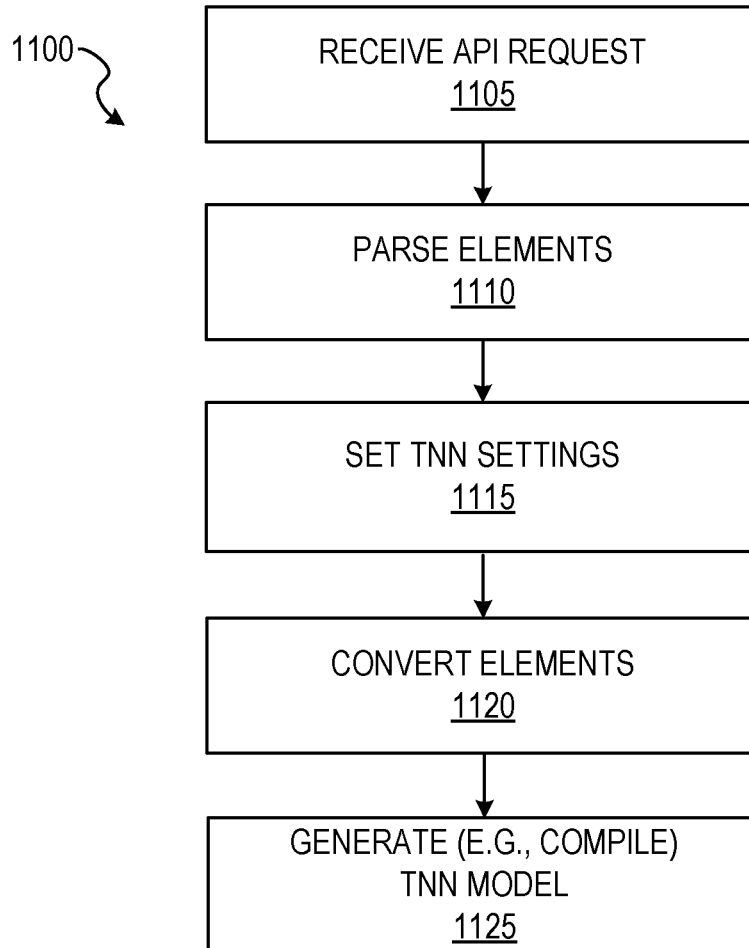 1100
RECEIVE API REQUEST
1105
PARSE ELEMENTS
1110
SET TNN SETTINGS
1115
CONVERT ELEMENTS
1120
GENERATE (E.G., COMPILE)
TNN MODEL
1125